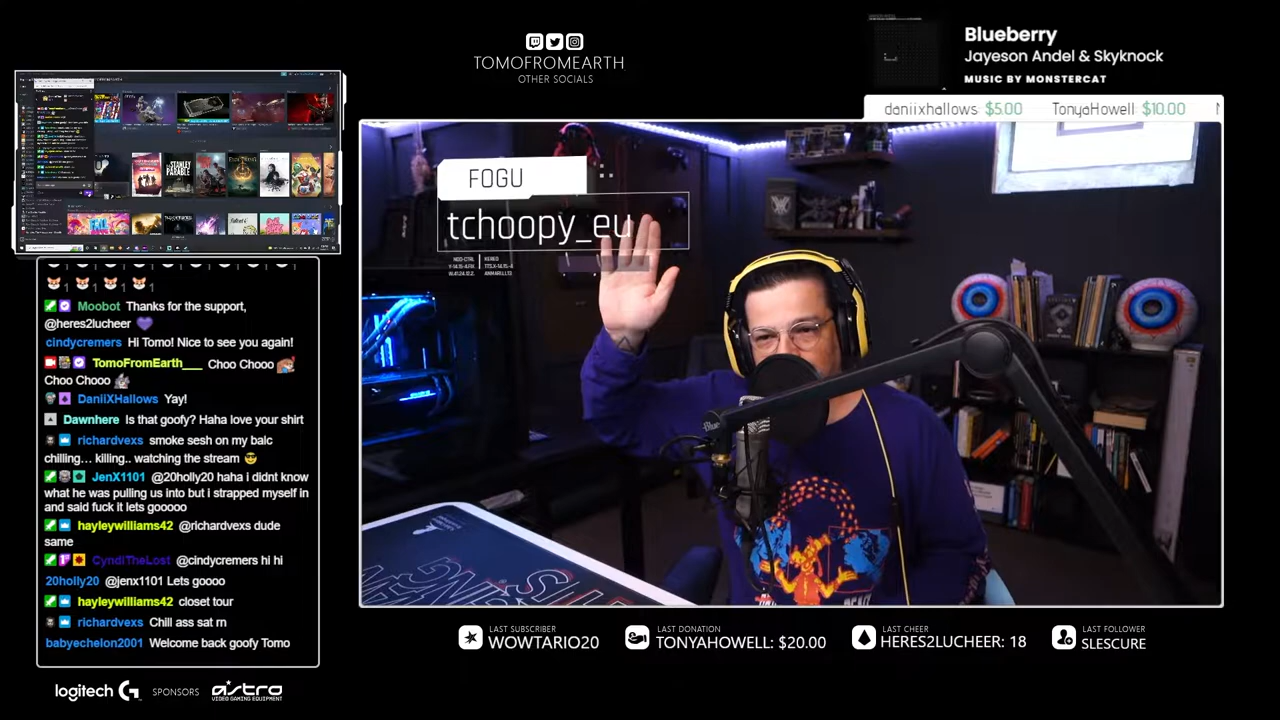 TOMOFROMEARTH
OTHER SOCIALS
Blueberry
Jayeson Andel & Skyknock
MUSIC BY MONSTERCAT
daniixhallows $5.00 TonyaHowell $10.00
FOGU
tchoopy_eu
Moobot Thanks for the support,
@heres2lucheer
cindycremers Hi Tomo! Nice to see you again!
TomoFromEarth___ Choo Chooo
Choo Chooo
DaniiXHallows Yay!
Dawnhere Is that goofy? Haha love your shirt
richardvexs smoke sesh on my balc
chilling… killing.. watching the stream
JenX1101 @20holly20 haha i didnt know
what he was pulling us into but i strapped myself in
and said fuck it lets gooooo
hayleywilliams42 @richardvexs dude
same
CyndiTheLost @cindycremers hi hi
20holly20 @jenx1101 Lets goooo
hayleywilliams42 closet tour
richardvexs Chill ass sat rn
babyechelon2001 Welcome back goofy Tomo
LAST SUBSCRIBER
WOWTARIO20
LAST DONATION
TONYAHOWELL: $20.00
LAST CHEER
HERES2LUCHEER: 18
LAST FOLLOWER
SLESCURE
logitech G SPONSORS ASTRO
VIDEO GAMING EQUIPMENT